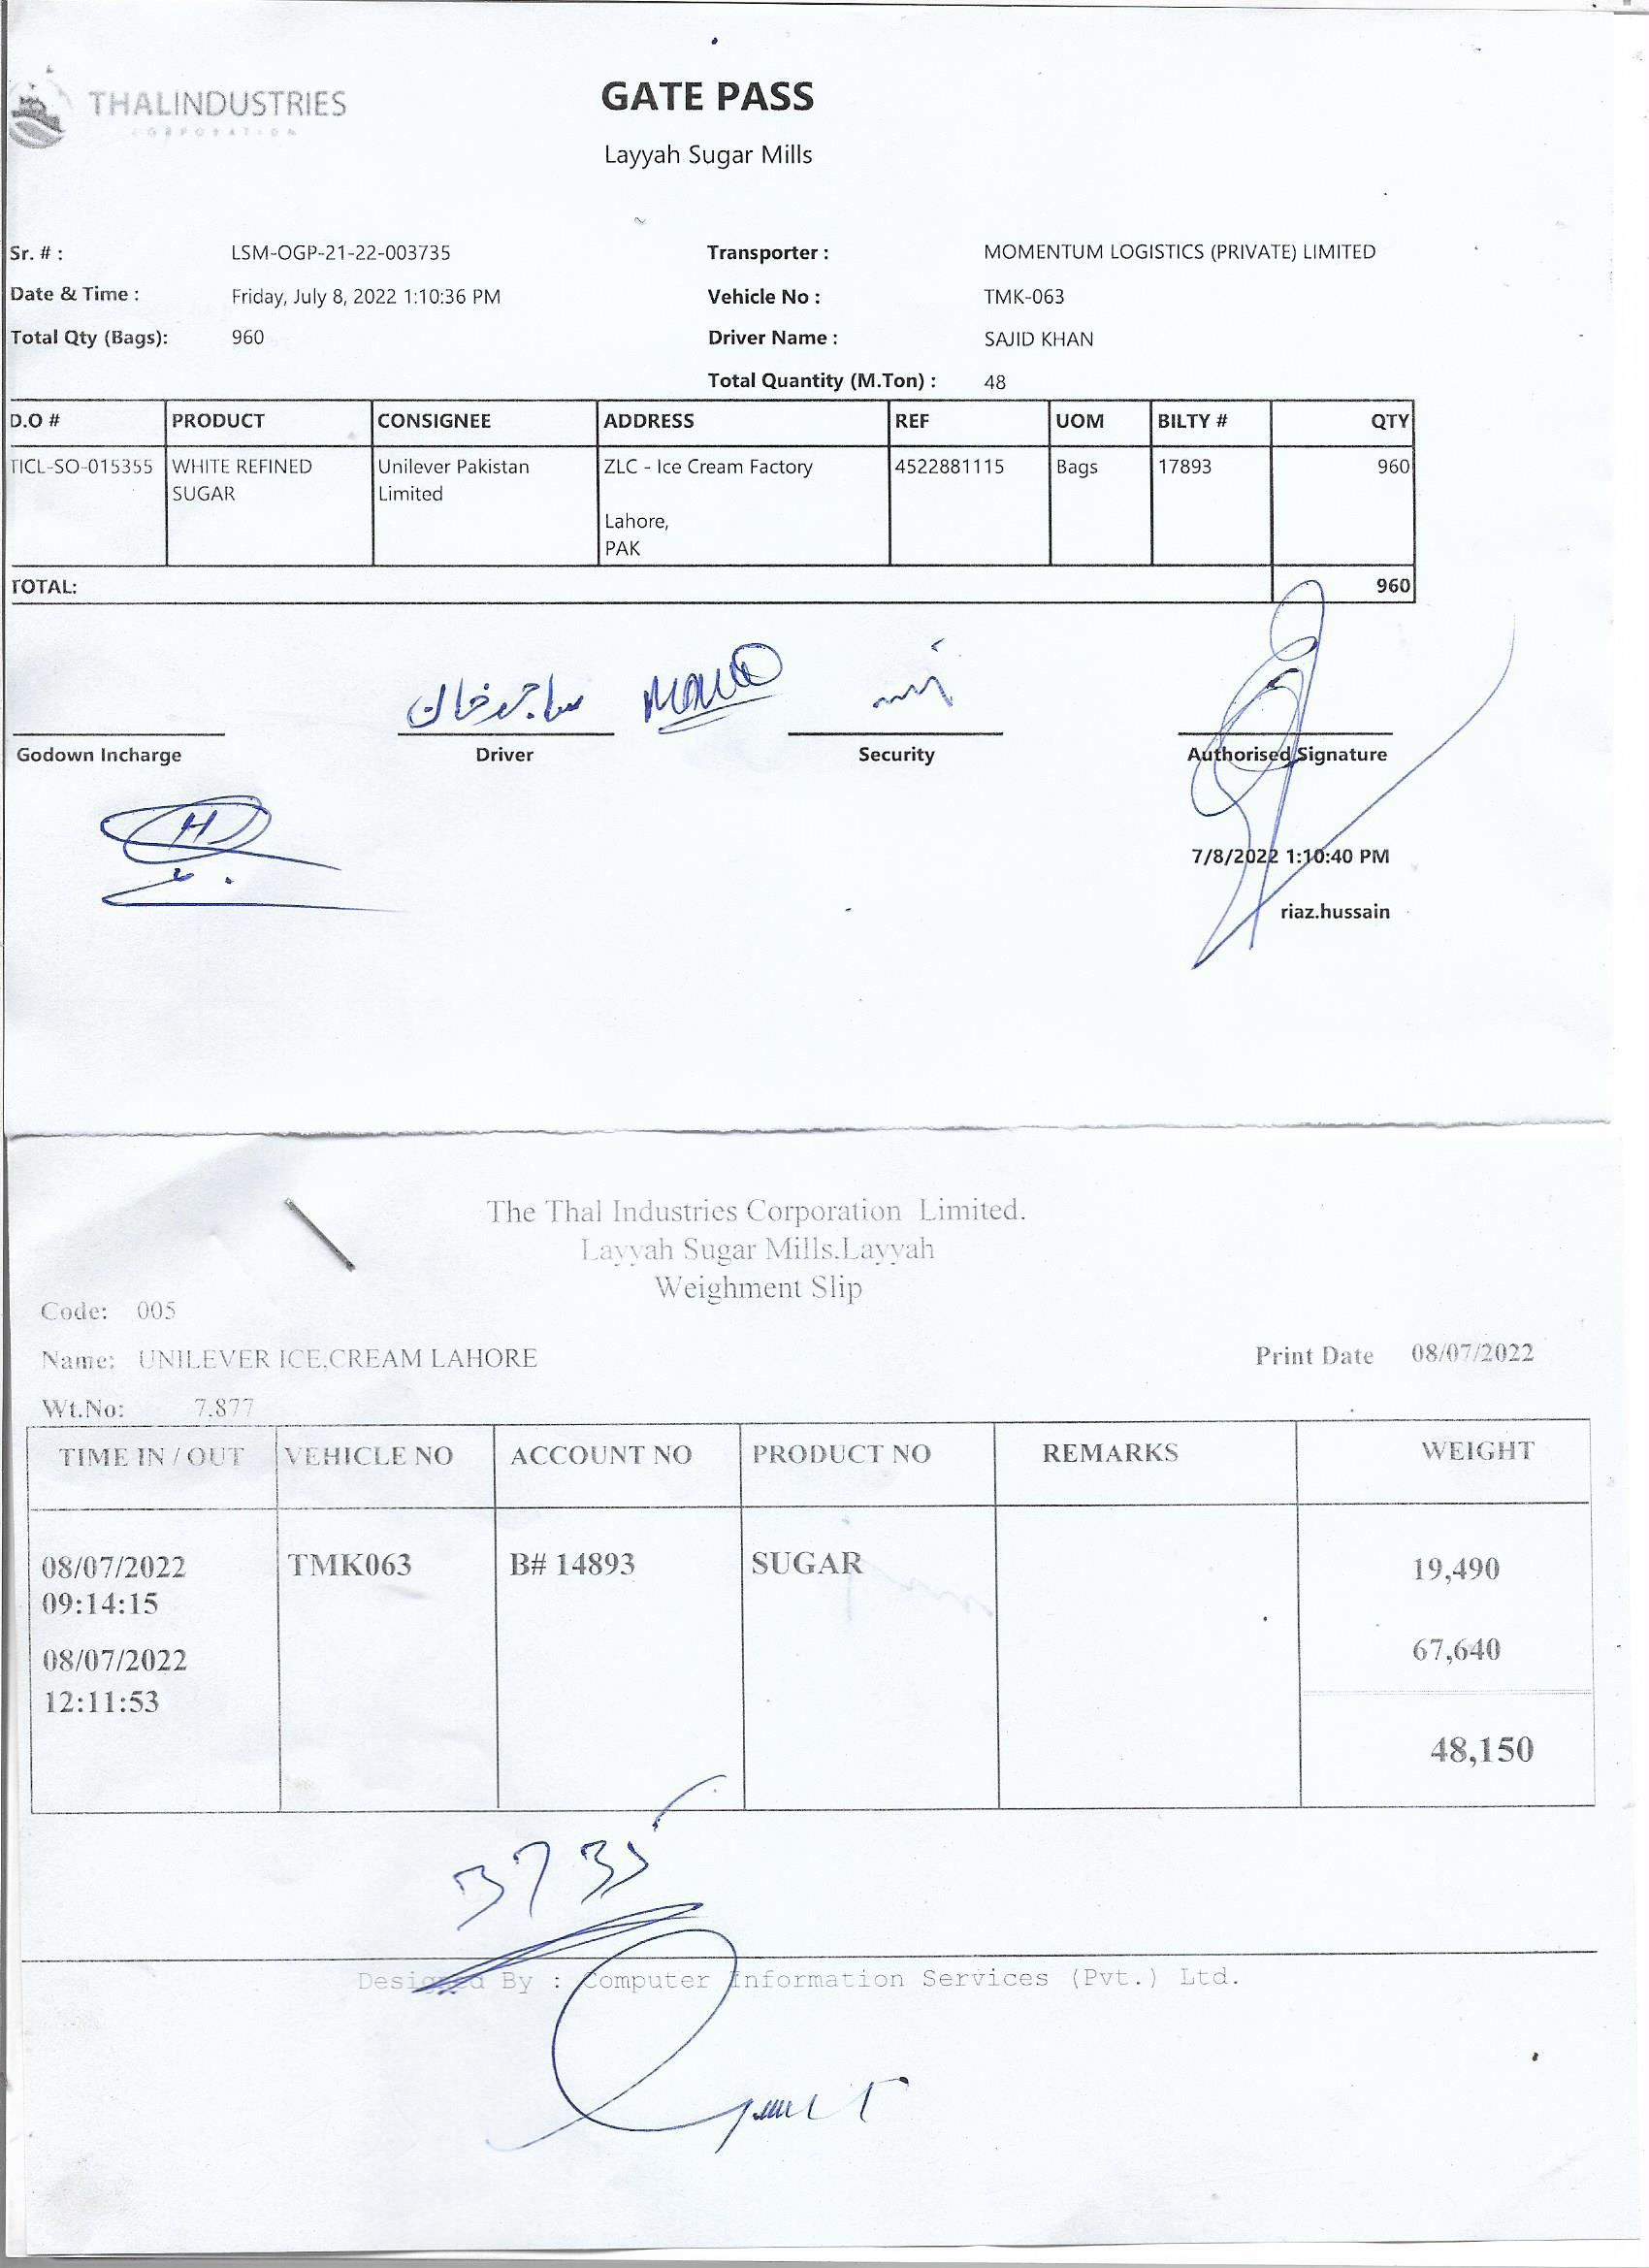 THALINDUSTRIES
CORPORATION
GATE PASS
Layyah Sugar Mills
Sr. # : LSM-OGP-21-22-003735 Transporter : MOMENTUM LOGISTICS (PRIVATE) LIMITED
Date & Time : Friday, July 8, 2022 1:10:36 PM Vehicle No : TMK-063
Total Qty (Bags): 960 Driver Name : SAJID KHAN
Total Quantity (M.Ton) : 48
D.O # PRODUCT CONSIGNEE ADDRESS REF UOM BILTY # QTY
TICL-SO-015355 WHITE REFINED Unilever Pakistan ZLC - Ice Cream Factory 4522881115 Bags 17893 960
SUGAR Limited
Lahore,
PAK
TOTAL: 960
ساجد خان
Godown Incharge Driver Security Authorised Signature
7/8/2022 1:10:40 PM
riaz.hussain
The Thal Industries Corporation Limited.
Layyah Sugar Mills.Layyah
Weighment Slip
Code: 005
Name: UNILEVER ICE.CREAM LAHORE Print Date 08/07/2022
Wt.No: 7.877
TIME IN / OUT VEHICLE NO ACCOUNT NO PRODUCT NO REMARKS WEIGHT
08/07/2022 TMK063 B# 14893 SUGAR 19,490
09:14:15
08/07/2022 67,640
12:11:53
48,150
3735
Designed By : Computer Information Services (Pvt.) Ltd.